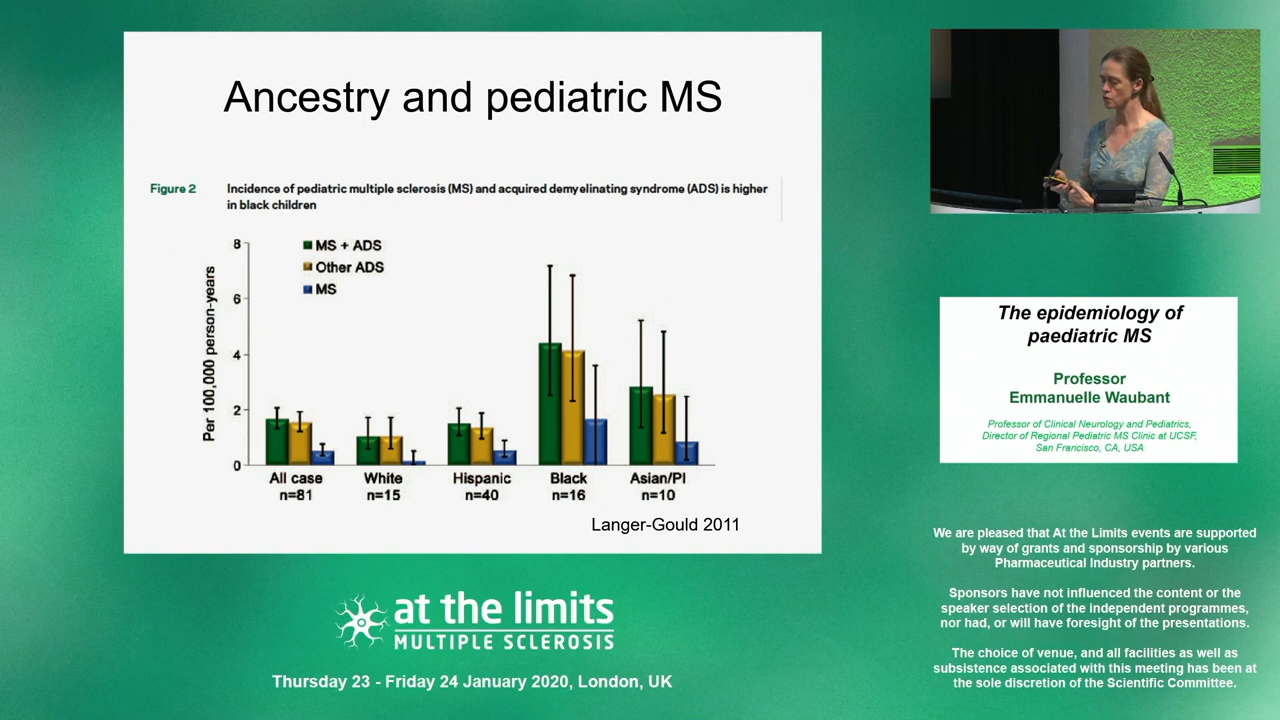 Ancestry and pediatric MS
Figure 2
Incidence of pediatric multiple sclerosis (MS) and acquired demyelinating syndrome (ADS) is higher
in black children
Per 100,000 person-years
8
6
4
2
0
MS + ADS
Other ADS
MS
All case
n=81
White
n=15
Hispanic
n=40
Black
n=16
Asian/PI
n=10
Langer-Gould 2011
at the limits
MULTIPLE SCLEROSIS
Thursday 23 - Friday 24 January 2020, London, UK
The epidemiology of
paediatric MS
Professor
Emmanuelle Waubant
Professor of Clinical Neurology and Pediatrics,
Director of Regional Pediatric MS Clinic at UCSF,
San Francisco, CA, USA
We are pleased that At the Limits events are supported
by way of grants and sponsorship by various
Pharmaceutical Industry partners.
Sponsors have not influenced the content or the
speaker selection of the independent programmes,
nor had, or will have foresight of the presentations.
The choice of venue, and all facilities as well as
subsistence associated with this meeting has been at
the sole discretion of the Scientific Committee.